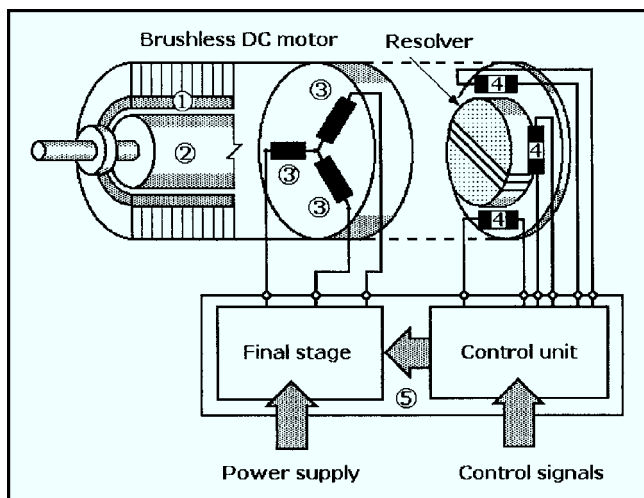 Brushless DC motor
Resolver
①
②
③
③
③
4
4
4
Final stage
Control unit
⑤
Power supply
Control signals